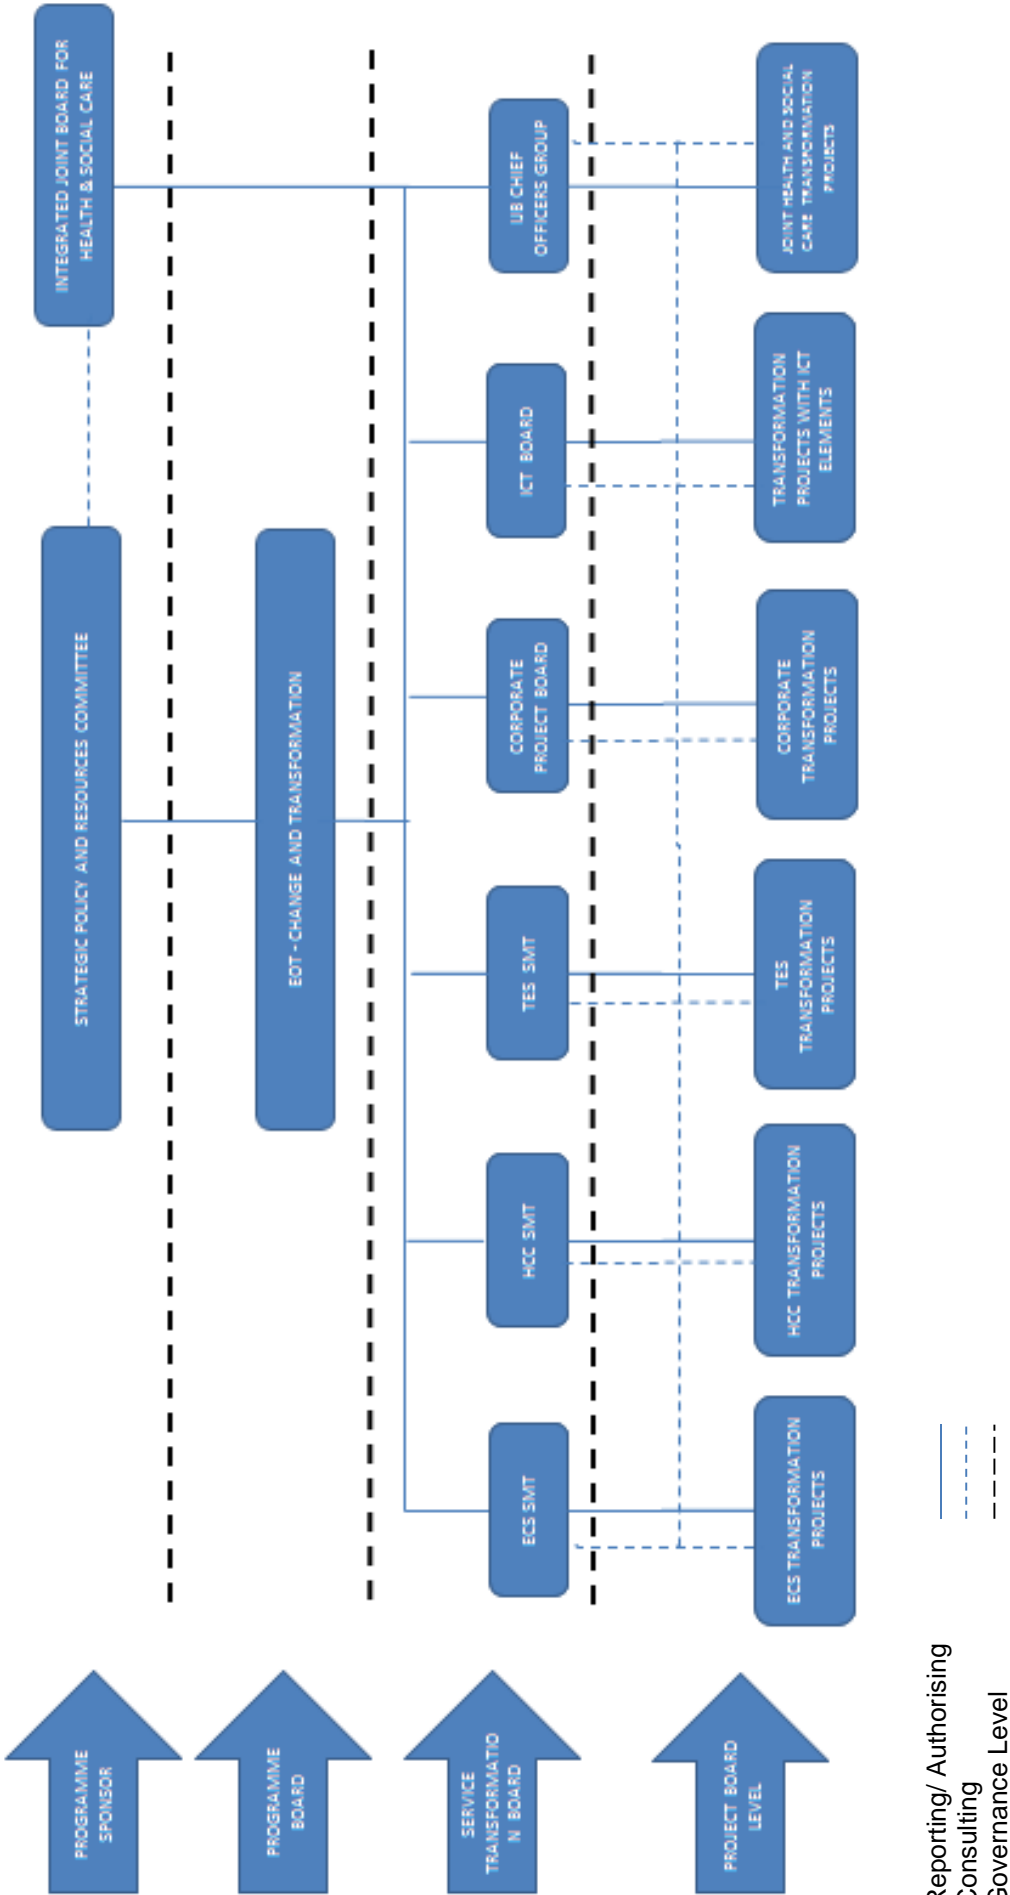 PROGRAMME
SPONSOR
STRATEGIC POLICY AND RESOURCES COMMITTEE
INTEGRATED JOINT BOARD FOR
HEALTH & SOCIAL CARE
PROGRAMME
BOARD
EOT - CHANGE AND TRANSFORMATION
SERVICE
TRANSFORMATIO
N BOARD
ECS SMT
HCC SMT
TES SMT
CORPORATE
PROJECT BOARD
ICT BOARD
IJB CHIEF
OFFICERS GROUP
PROJECT BOARD
LEVEL
ECS TRANSFORMATION
PROJECTS
HCC TRANSFORMATION
PROJECTS
TES
TRANSFORMATION
PROJECTS
CORPORATE
TRANSFORMATION
PROJECTS
TRANSFORMATION
PROJECTS WITH ICT
ELEMENTS
JOINT HEALTH AND SOCIAL
CARE TRANSFORMATION
PROJECTS
Reporting/ Authorising
Consulting
Governance Level